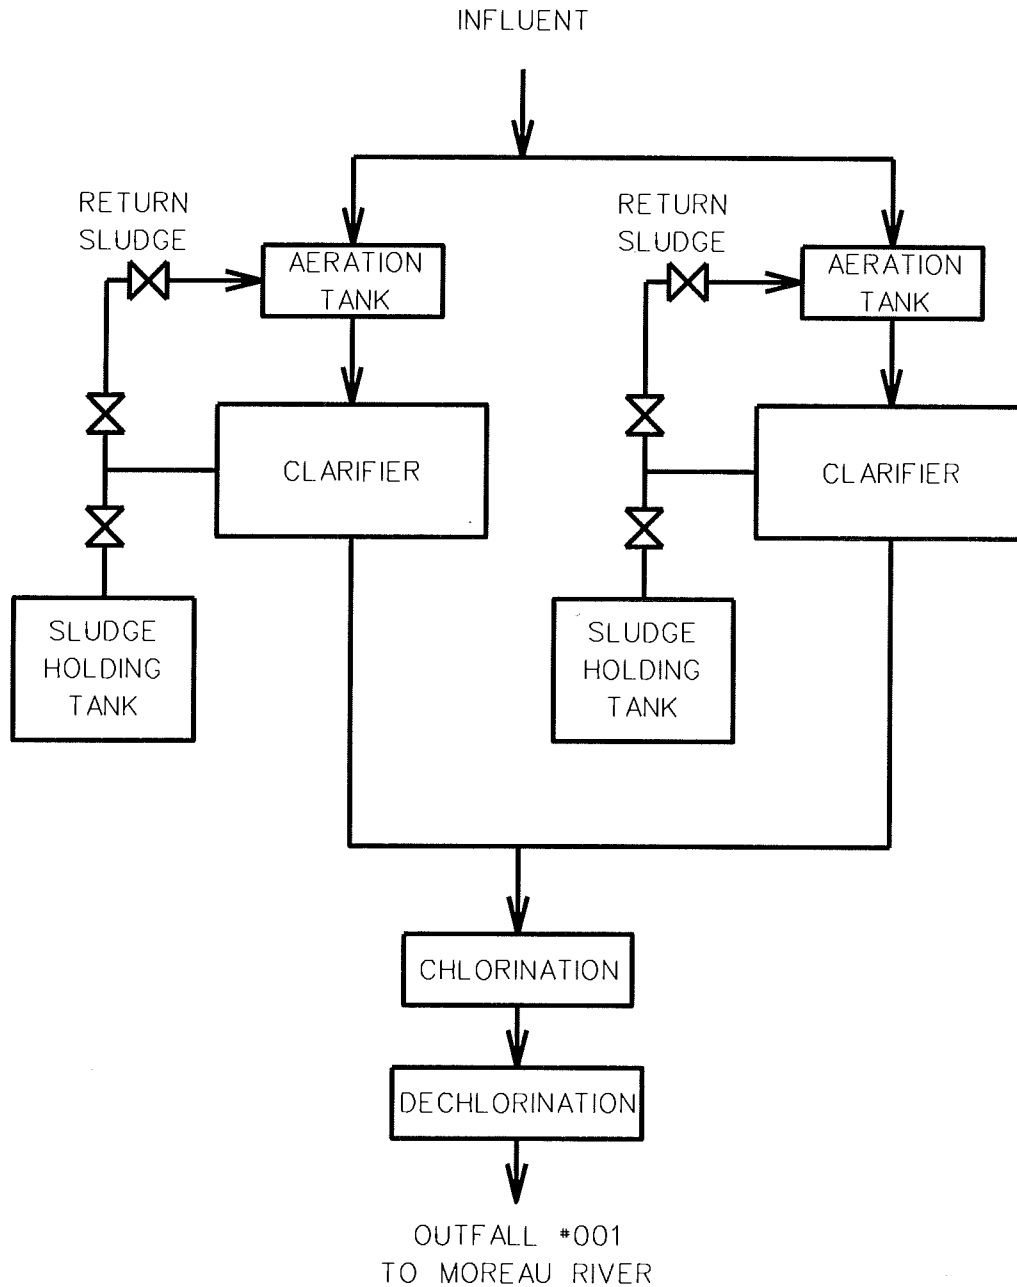 INFLUENT
RETURN
SLUDGE
AERATION
TANK
RETURN
SLUDGE
AERATION
TANK
CLARIFIER
CLARIFIER
SLUDGE
HOLDING
TANK
SLUDGE
HOLDING
TANK
CHLORINATION
DECHLORINATION
OUTFALL #001
TO MOREAU RIVER